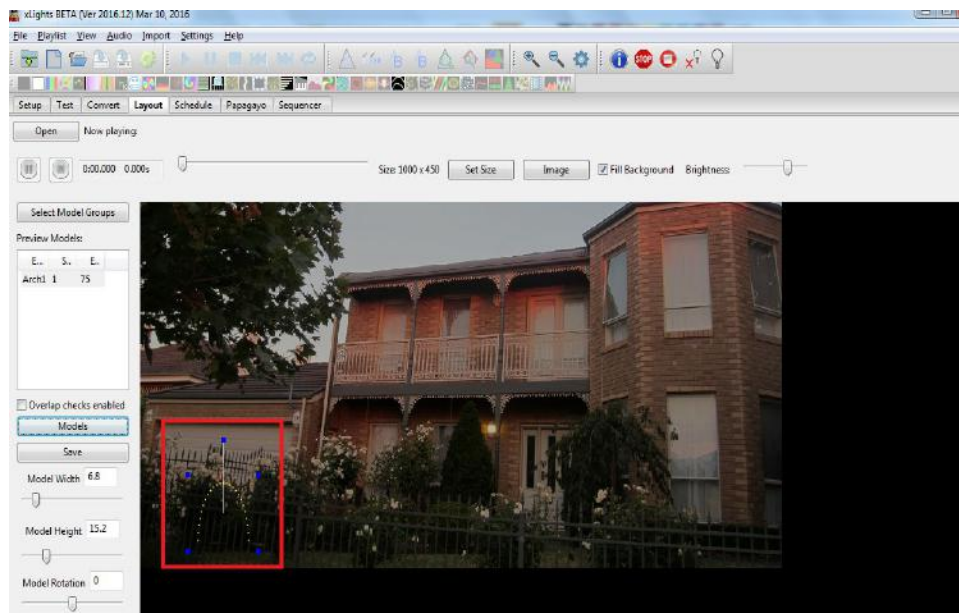 xLights BETA (Ver 2016.12) Mar 10, 2016
File Playlist View Audio Import Settings Help
STOP
Setup Test Convert Layout Schedule Papagayo Sequencer
Open Now playing:
0:00.000 0.000s Size: 1000 x 450 Set Size Image Fill Background Brightness:
Select Model Groups
Preview Models:
E... S.. E..
Arch1 1 75
Overlap checks enabled
Models
Save
Model Width 6.8
Model Height 15.2
Model Rotation 0